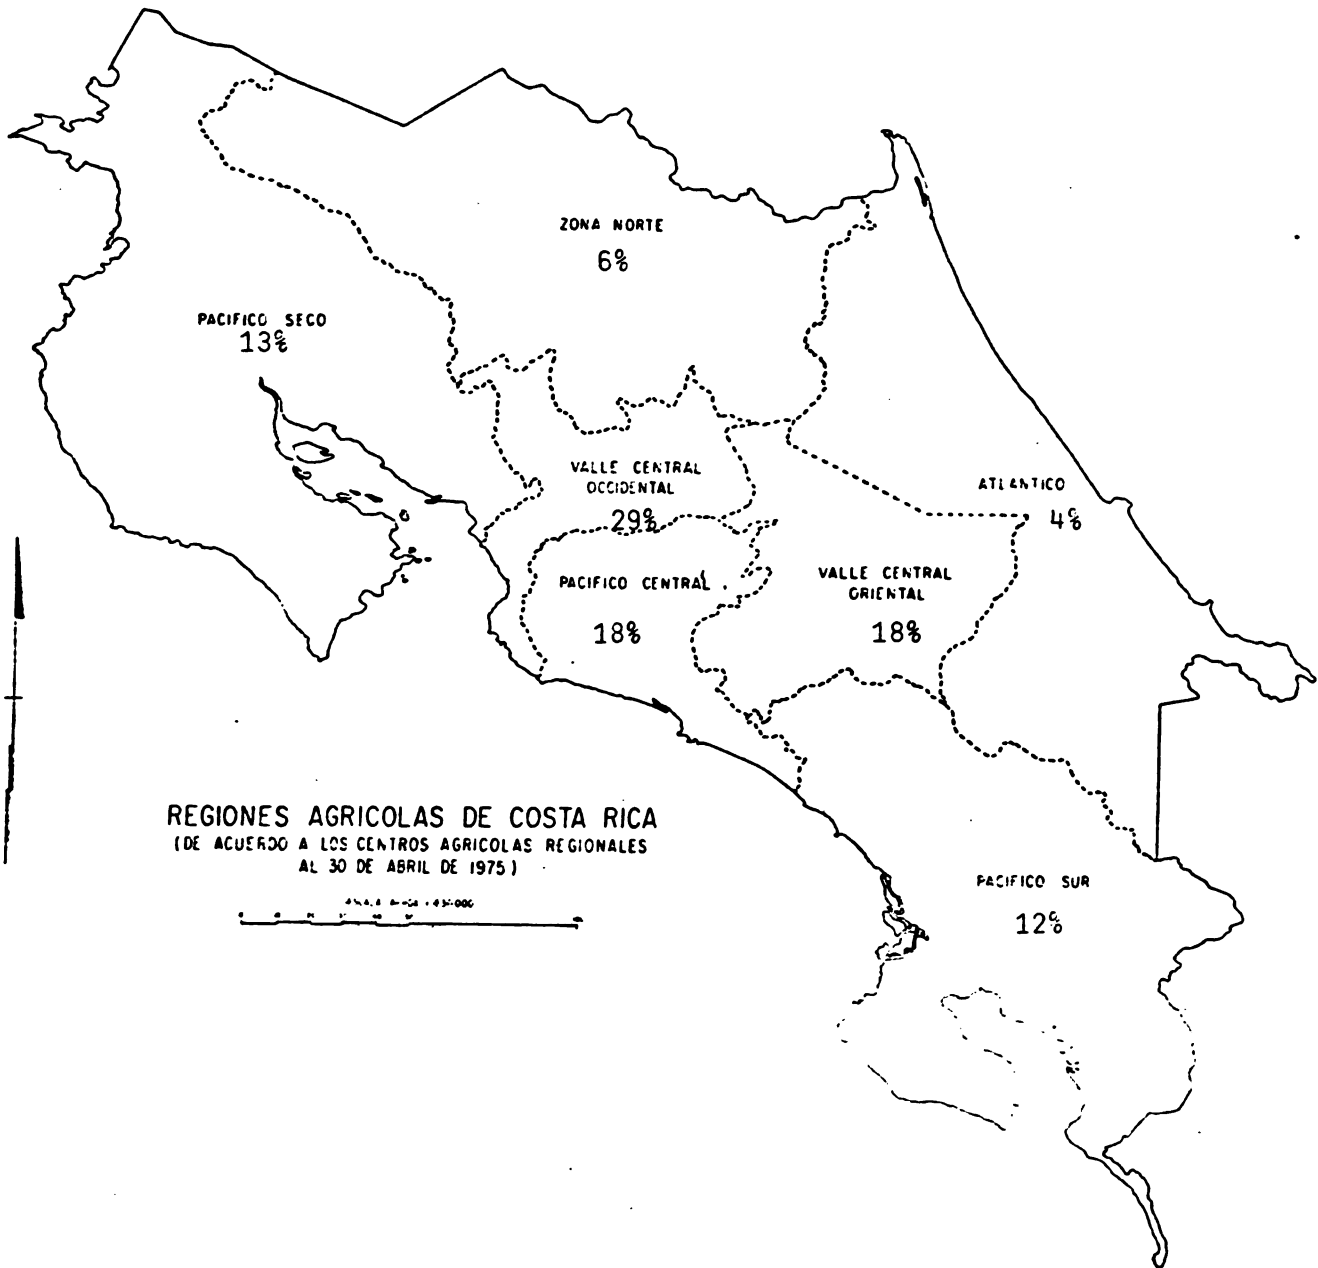 ZONA NORTE
6%
PACIFICO SECO
13%
VALLE CENTRAL
OCCIDENTAL
29%
ATLANTICO
4%
PACIFICO CENTRAL
18%
VALLE CENTRAL
ORIENTAL
18%
REGIONES AGRICOLAS DE COSTA RICA
(DE ACUERDO A LOS CENTROS AGRICOLAS REGIONALES
AL 30 DE ABRIL DE 1975)
PACIFICO SUR
12%